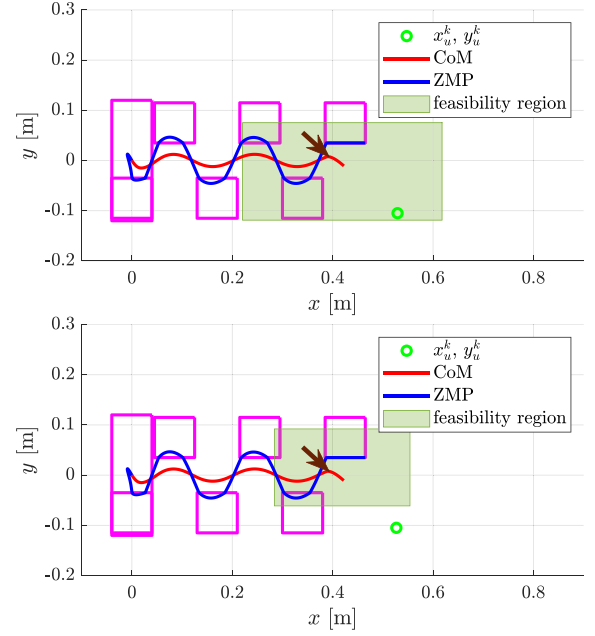 0.3
0.2
0.1
0
-0.1
-0.2
y [m]
0
0.2
0.4
0.6
0.8
x [m]
x_u^k, y_u^k
CoM
ZMP
feasibility region
0.3
0.2
0.1
0
-0.1
-0.2
y [m]
0
0.2
0.4
0.6
0.8
x [m]
x_u^k, y_u^k
CoM
ZMP
feasibility region